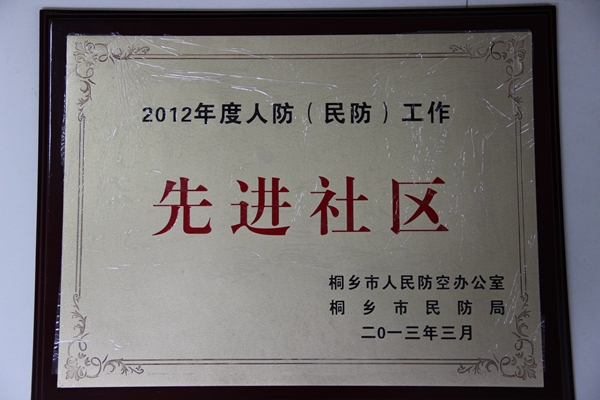 2012年度人防（民防）工作
先进社区
桐乡市人民防空办公室
桐乡市民防局
二0一三年三月